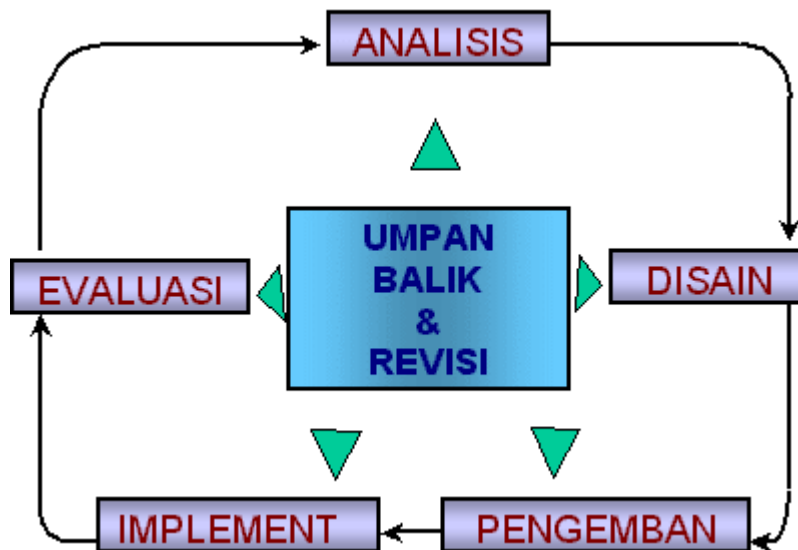 ANALISIS
UMPAN
BALIK
&
REVISI
EVALUASI
DISAIN
IMPLEMENT
PENGEMBAN